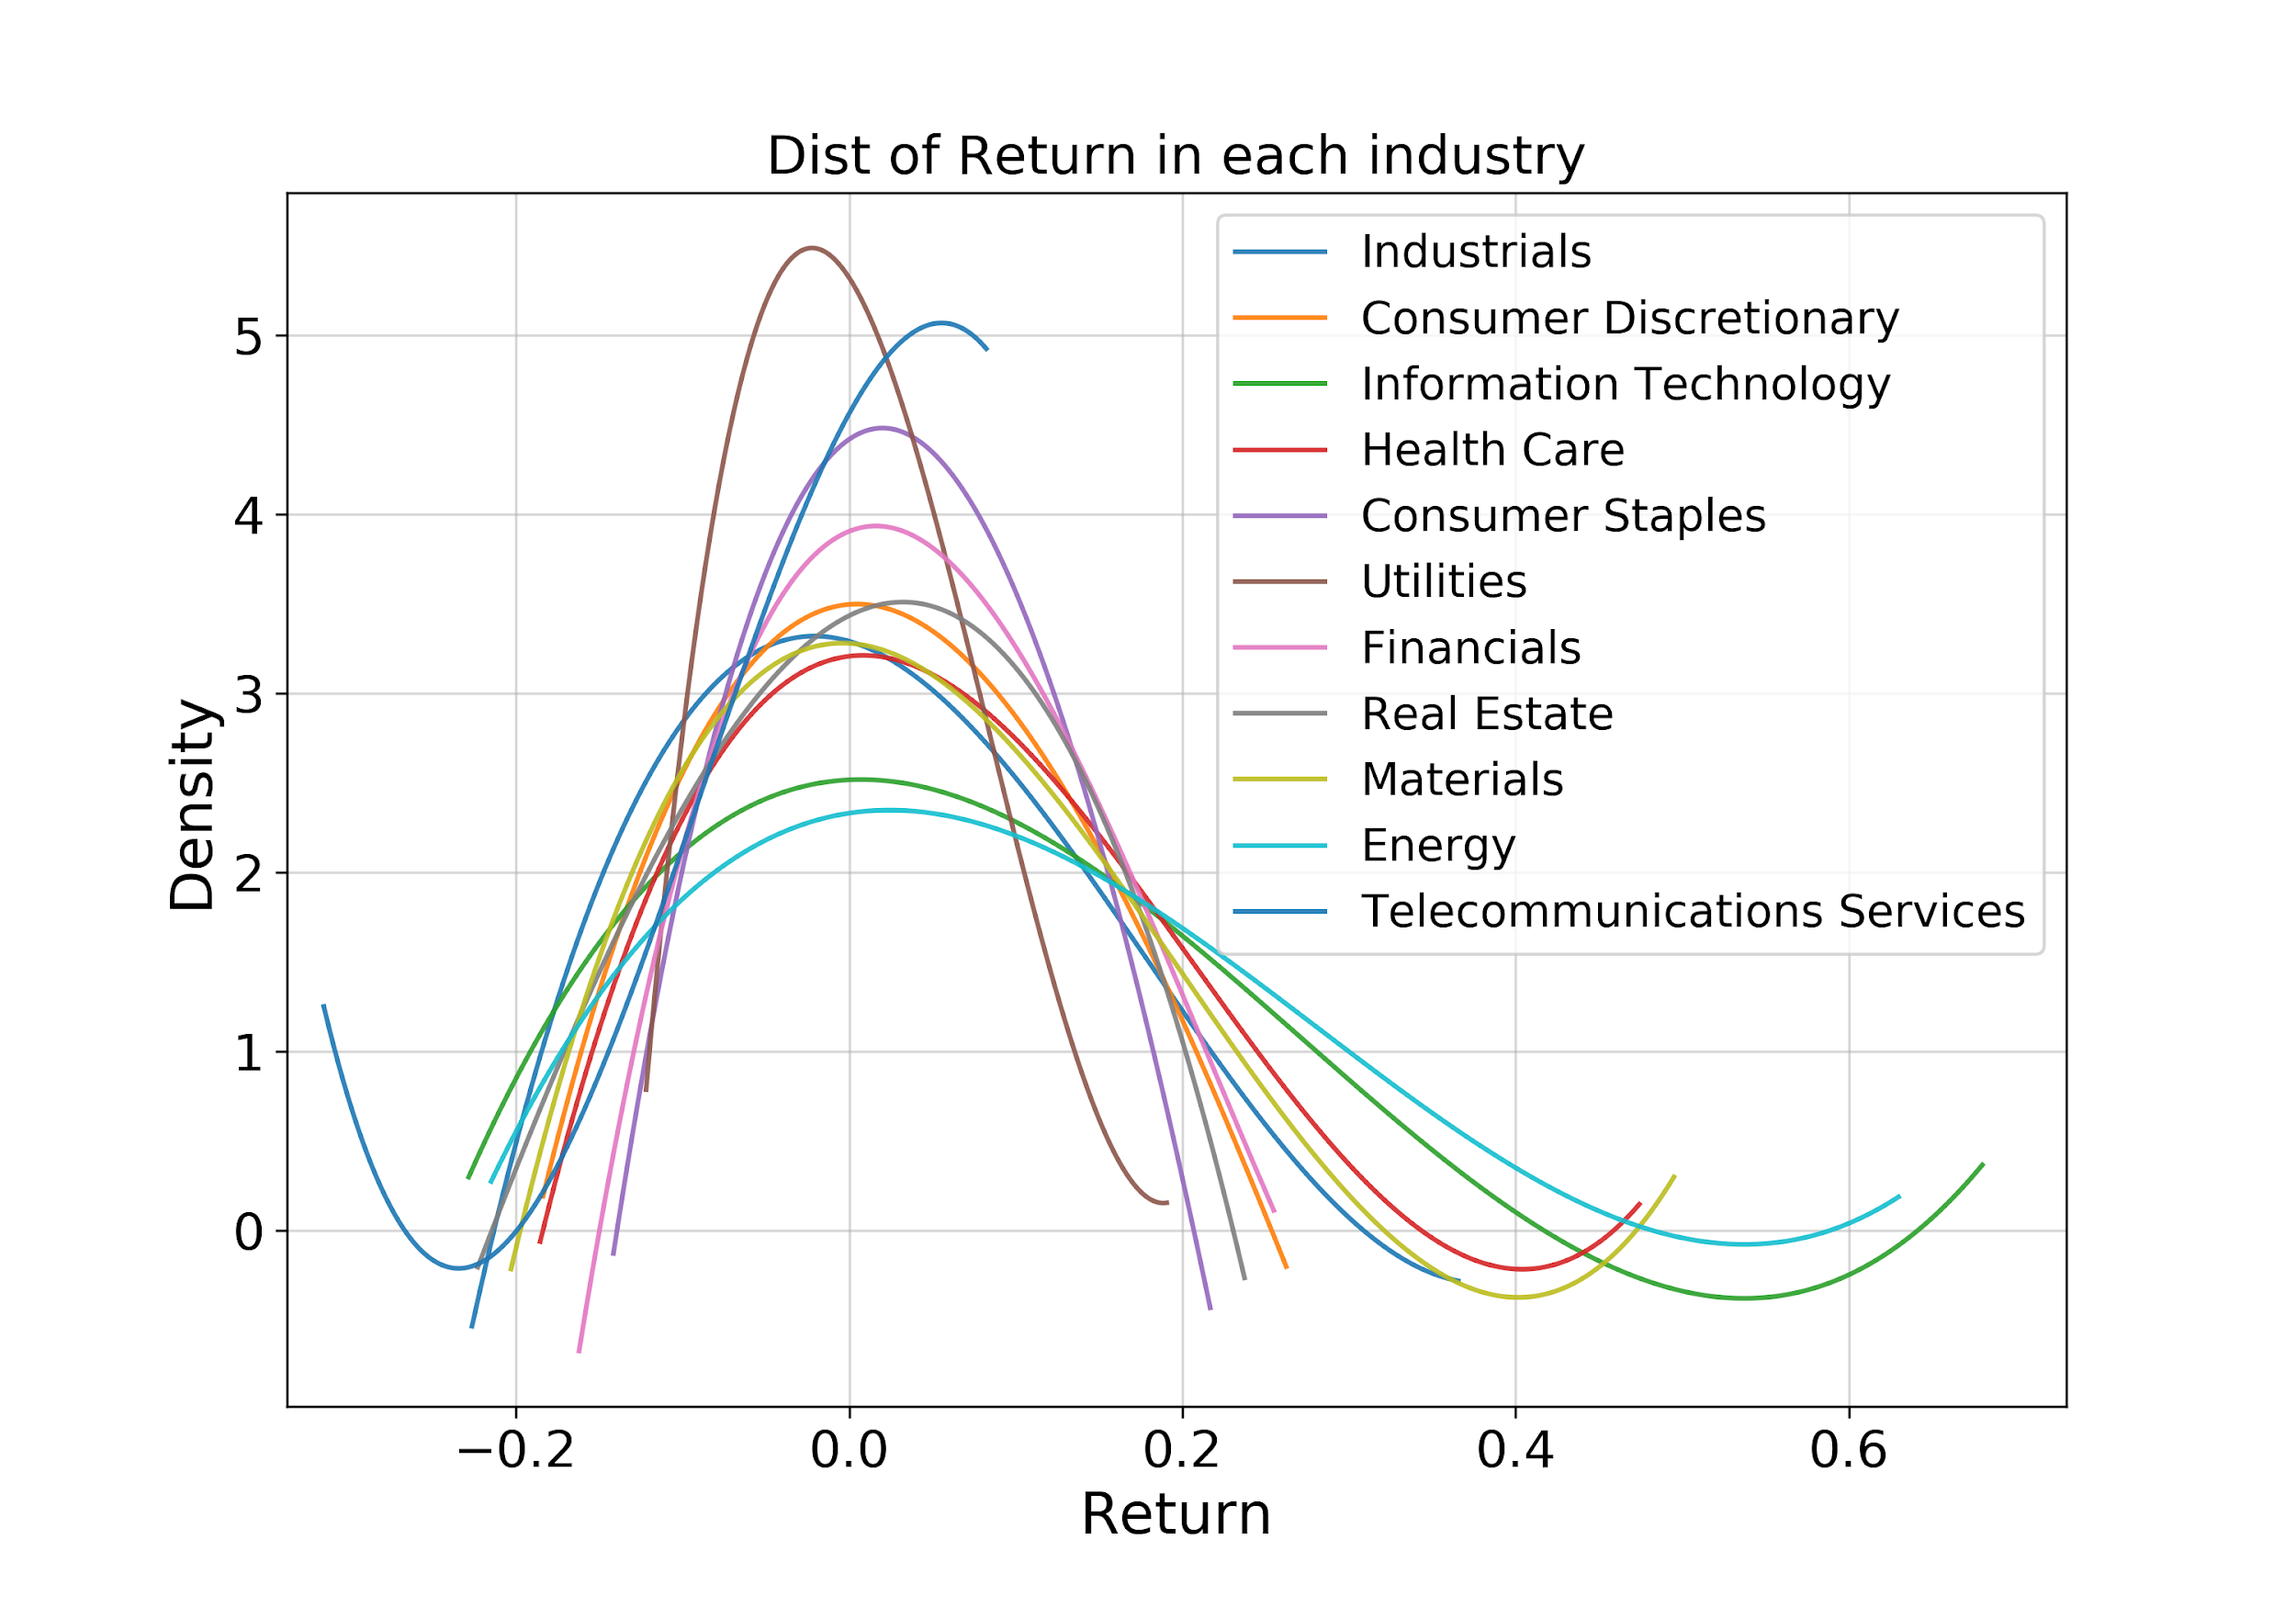 Dist of Return in each industry
Industrials
Consumer Discretionary
Information Technology
Health Care
Consumer Staples
Utilities
Financials
Real Estate
Materials
Energy
Telecommunications Services
Density
5
4
3
2
1
0
−0.2 0.0 0.2 0.4 0.6
Return